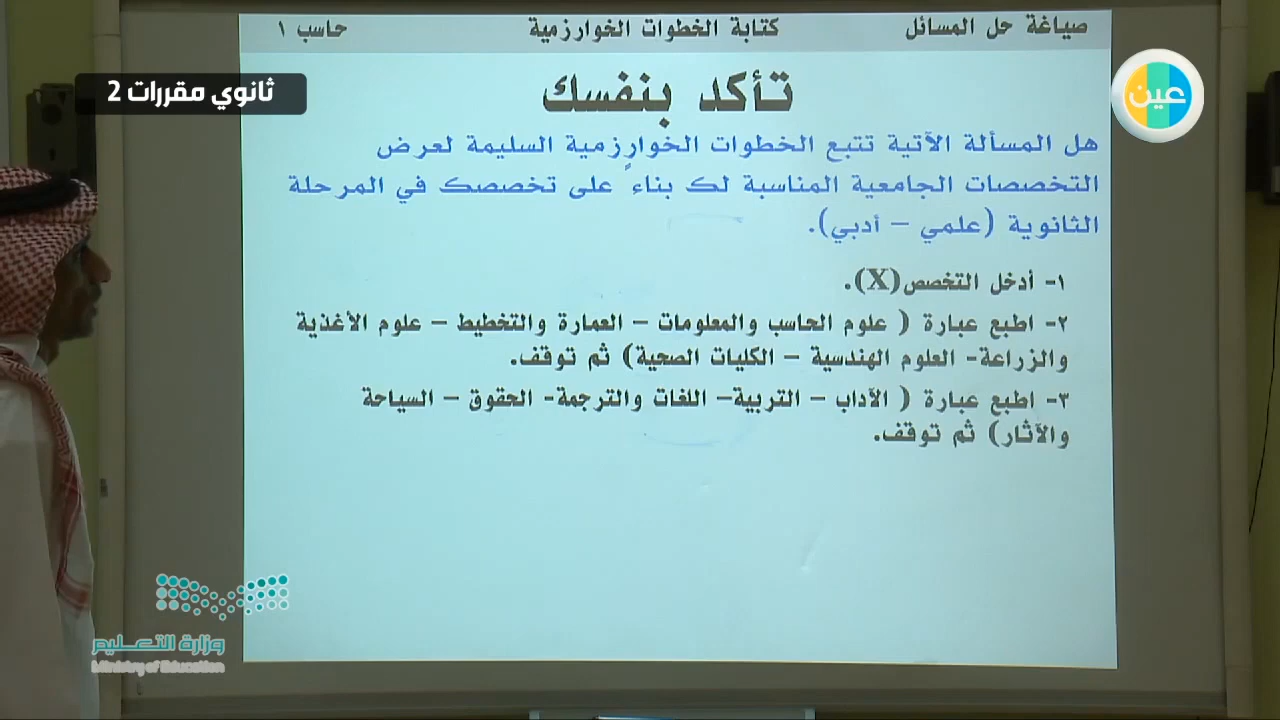 صياغة حل المسائل كتابة الخطوات الخوارزمية حاسب ١
ثانوي مقررات 2
عين
تأكد بنفسك
هل المسألة الآتية تتبع الخطوات الخوارزمية السليمة لعرض
التخصصات الجامعية المناسبة لك بناءً على تخصصك في المرحلة
الثانوية (علمي – أدبي).
١- أدخل التخصص(X).
٢- اطبع عبارة ( علوم الحاسب والمعلومات – العمارة والتخطيط – علوم الأغذية
والزراعة- العلوم الهندسية – الكليات الصحية) ثم توقف.
٣- اطبع عبارة ( الآداب – التربية– اللغات والترجمة- الحقوق – السياحة
والآثار) ثم توقف.
وزارة التعليم
Ministry of Education